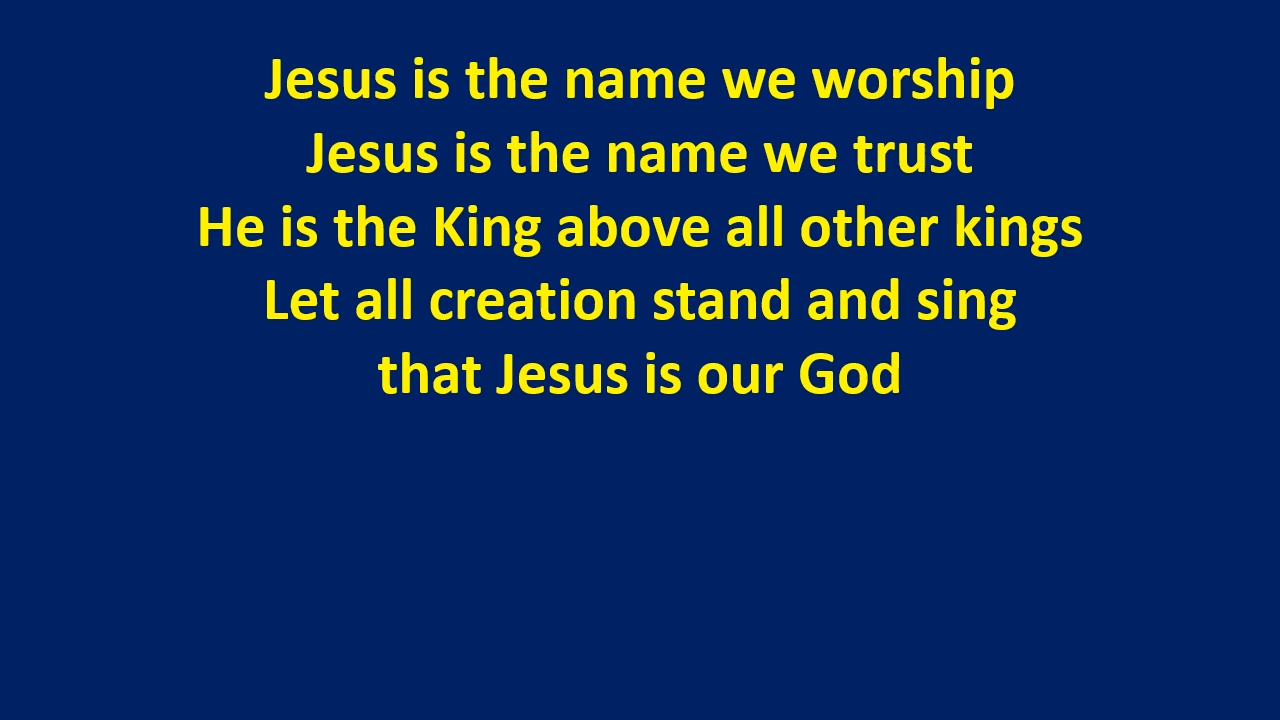 Jesus is the name we worship
Jesus is the name we trust
He is the King above all other kings
Let all creation stand and sing
that Jesus is our God